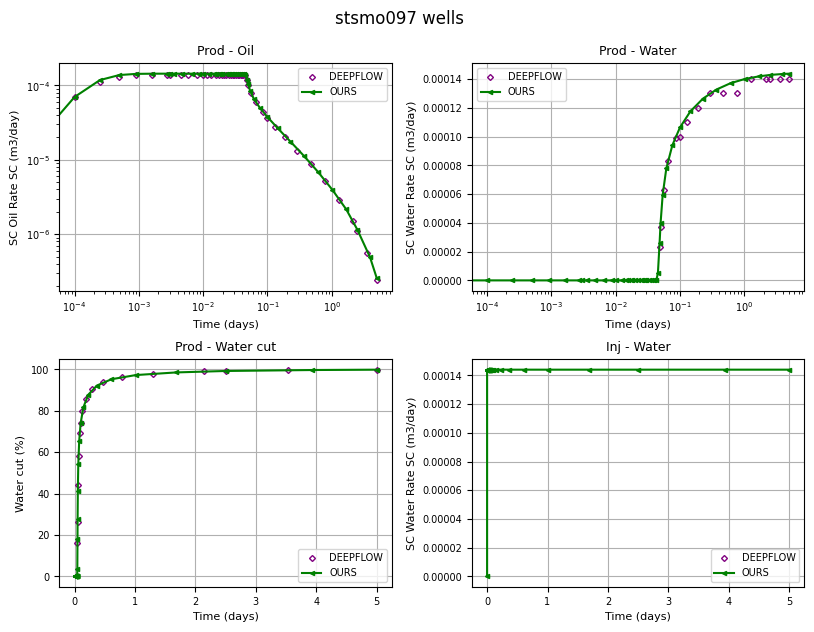 stsmo097 wells
Prod - Oil
SC Oil Rate SC (m3/day)
10⁻⁴
10⁻⁵
10⁻⁶
DEEPFLOW
OURS
10⁻⁴ 10⁻³ 10⁻² 10⁻¹ 10⁰
Time (days)
Prod - Water
SC Water Rate SC (m3/day)
0.00014
0.00012
0.00010
0.00008
0.00006
0.00004
0.00002
0.00000
DEEPFLOW
OURS
10⁻⁴ 10⁻³ 10⁻² 10⁻¹ 10⁰
Time (days)
Prod - Water cut
Water cut (%)
100
80
60
40
20
0
DEEPFLOW
OURS
0 1 2 3 4 5
Time (days)
Inj - Water
SC Water Rate SC (m3/day)
0.00014
0.00012
0.00010
0.00008
0.00006
0.00004
0.00002
0.00000
DEEPFLOW
OURS
0 1 2 3 4 5
Time (days)